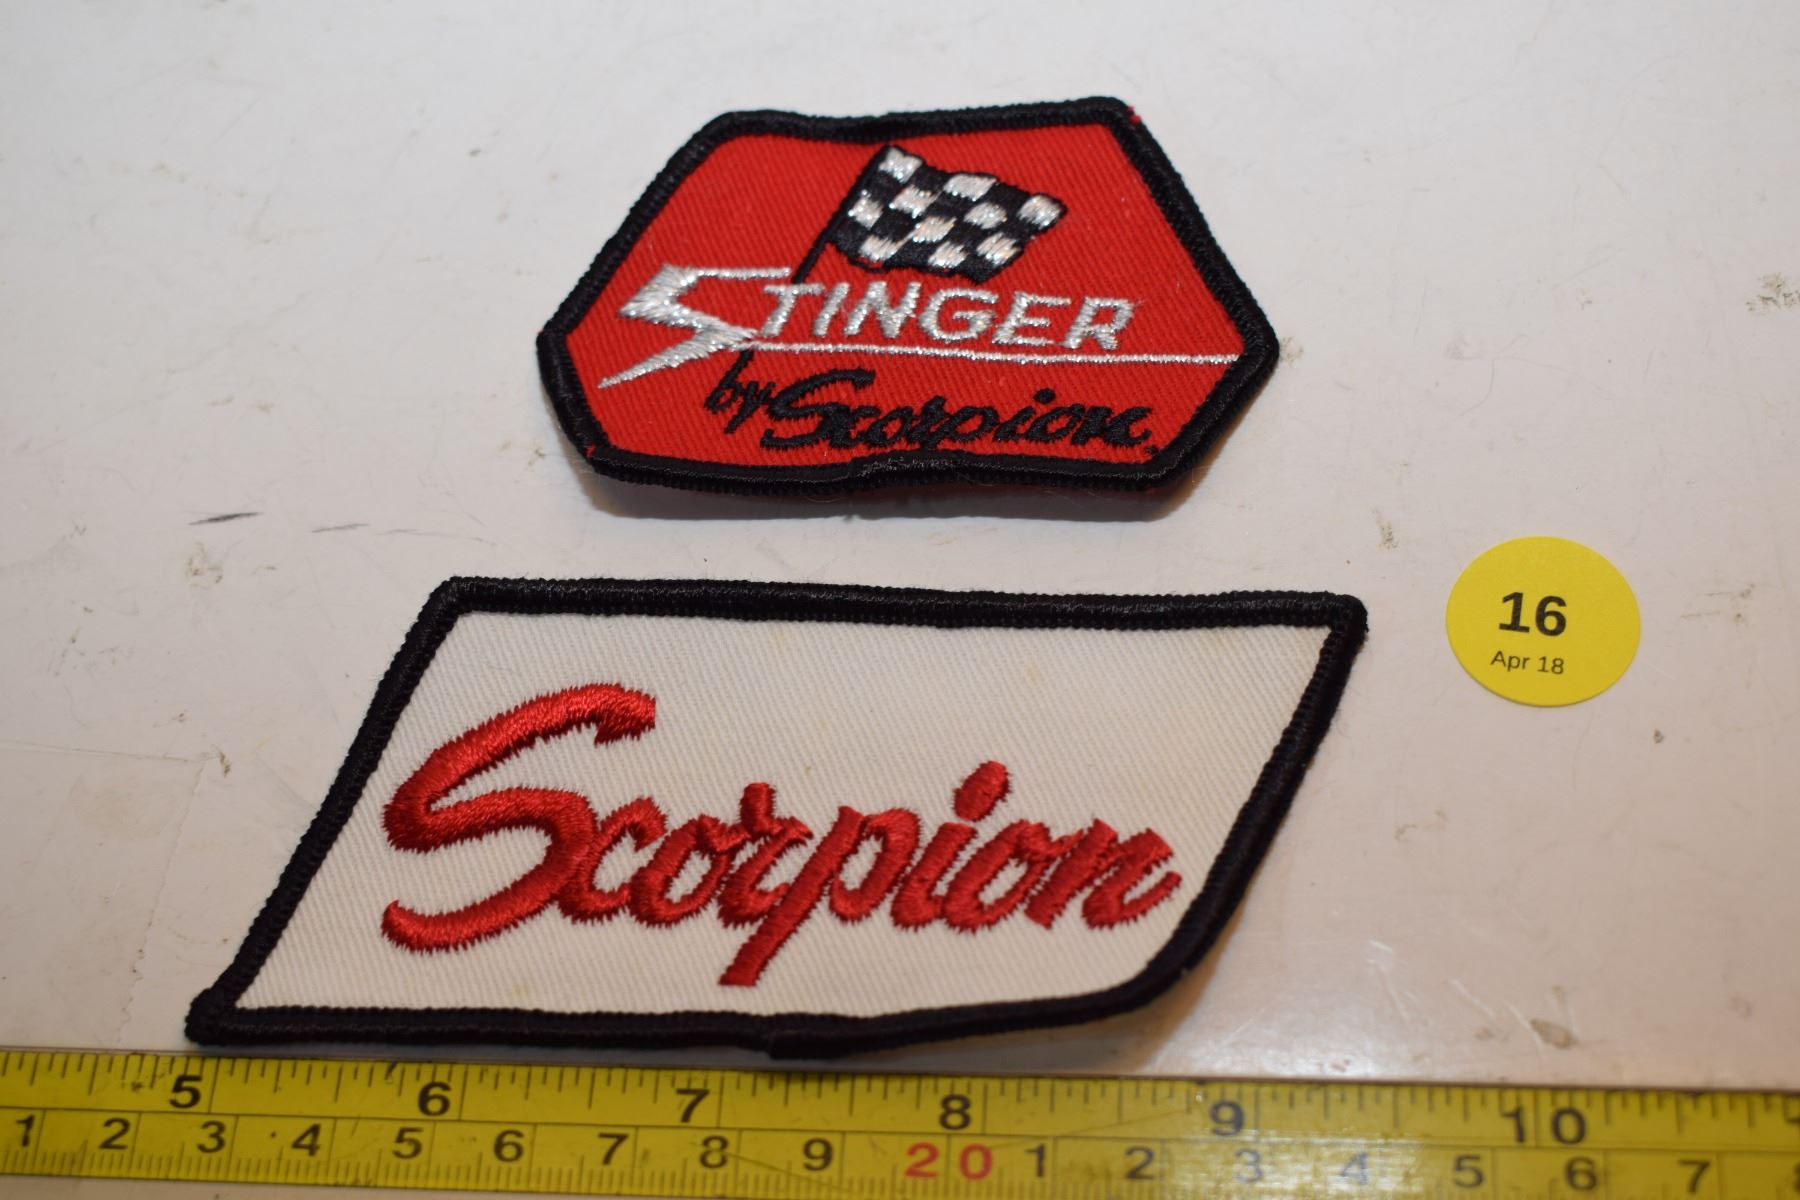 STINGER
by Scorpion
16
Apr 18
Scorpion
5 6 7 8 9 10
1 2 3 4 5 6 7 8 9 20 1 2 3 4 5 6 7